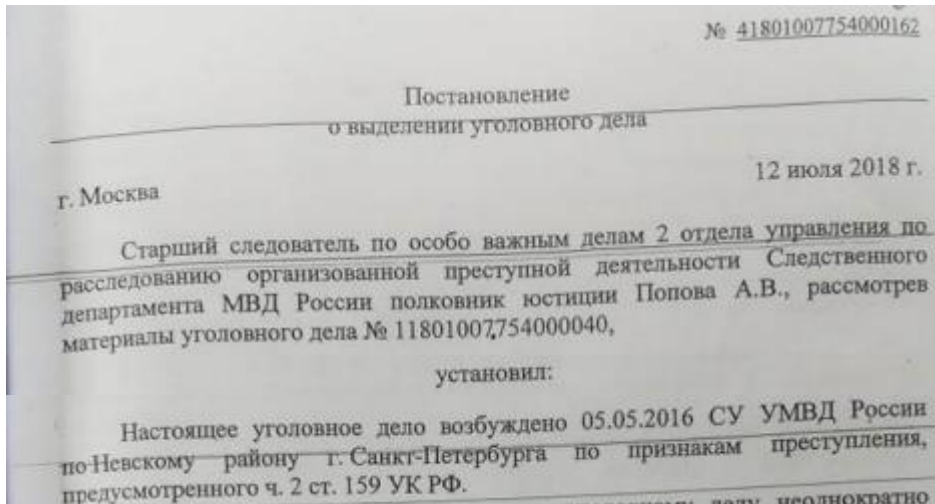 № 41801007754000162
Постановление
о выделении уголовного дела
г. Москва
12 июля 2018 г.
Старший следователь по особо важным делам 2 отдела управления по
расследованию организованной преступной деятельности Следственного
департамента МВД России полковник юстиции Попова А.В., рассмотрев
материалы уголовного дела № 11801007754000040,
установил:
Настоящее уголовное дело возбуждено 05.05.2016 СУ УМВД России
по Невскому району г. Санкт-Петербурга по признакам преступления,
предусмотренного ч. 2 ст. 159 УК РФ.
делу неоднократно